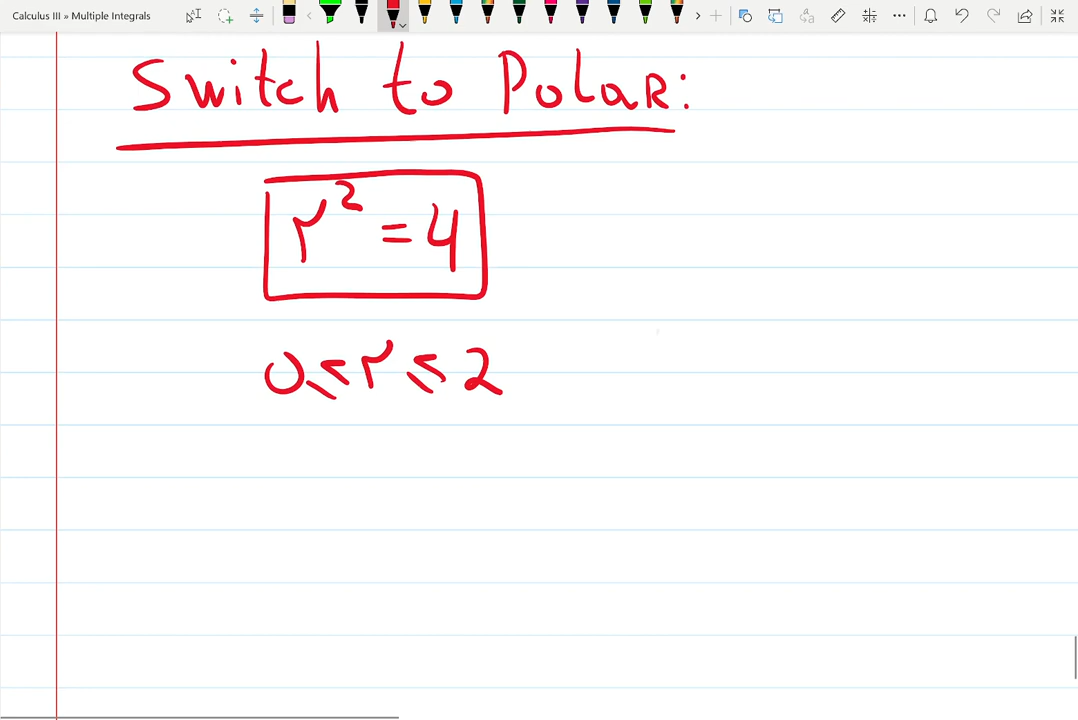 Calculus III » Multiple Integrals
Switch to Polar:
r² = 4
0 ≤ r ≤ 2